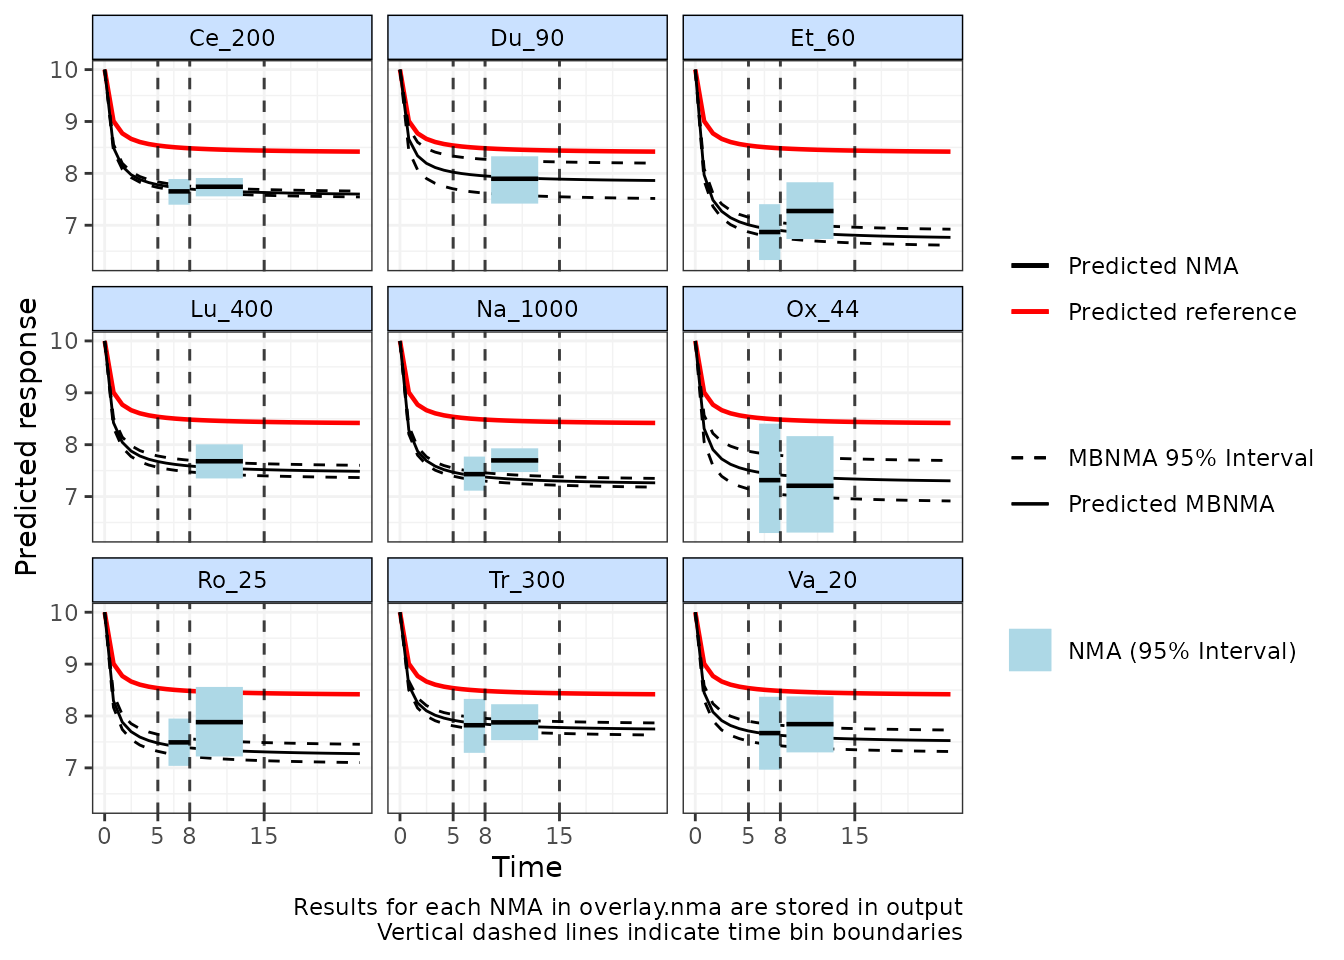 Ce_200 Du_90 Et_60
10
9
8
7
Lu_400 Na_1000 Ox_44
10
9
8
7
Ro_25 Tr_300 Va_20
10
9
8
7
0 5 8 15 0 5 8 15 0 5 8 15
Time
Predicted response
Predicted NMA
Predicted reference
MBNMA 95% Interval
Predicted MBNMA
NMA (95% Interval)
Results for each NMA in overlay.nma are stored in output
Vertical dashed lines indicate time bin boundaries